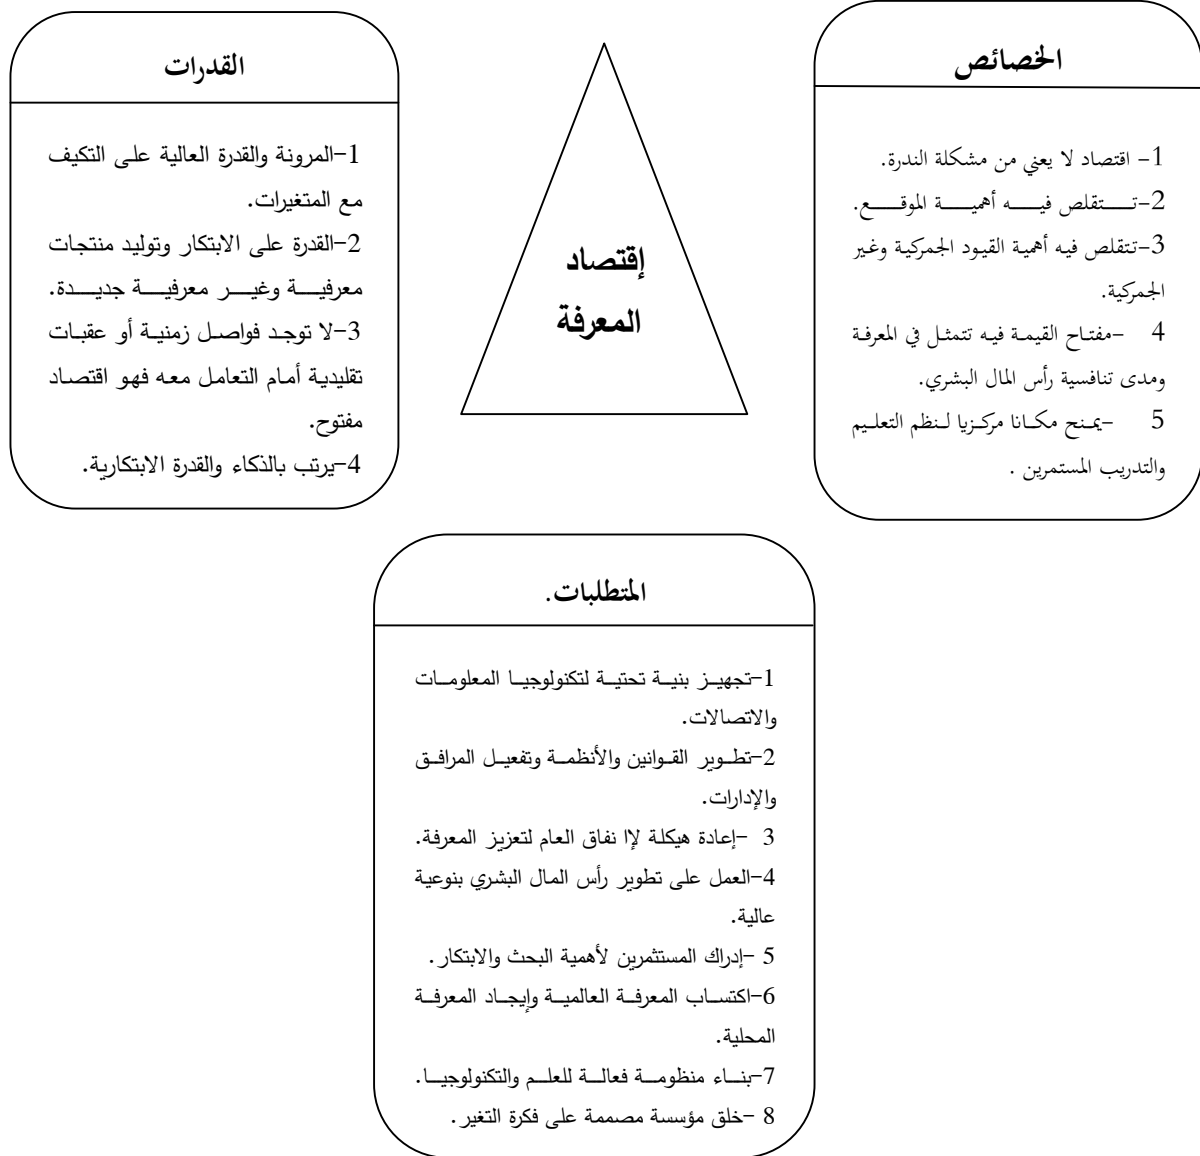 الخصائص
1- اقتصاد لا يعني من مشكلة الندرة.
2-تـتقلص فيه أهمية الموقع.
3-تتقلص فيه أهمية القيود الجمركية وغير
الجمركية.
4 -مفتاح القيمة فيه تتمثل في المعرفة
ومدى تنافسية رأس المال البشري.
5 -يمنح مكانا مركزيا لنظم التعليم
والتدريب المستمرين .
إقتصاد
المعرفة
القدرات
1-المرونة والقدرة العالية على التكيف
مع المتغيرات.
2-القدرة على الابتكار وتوليد منتجات
معرفية وغير معرفية جديدة.
3-لا توجد فواصل زمنية أو عقبات
تقليدية أمام التعامل معه فهو اقتصاد
مفتوح.
4-يرتب بالذكاء والقدرة الابتكارية.
المتطلبات.
1-تجهيز بنية تحتية لتكنولوجيا المعلومات
والاتصالات.
2-تطوير القوانين والأنظمة وتفعيل المرافق
والإدارات.
3 -إعادة هيكلة لإا نفاق العام لتعزيز المعرفة.
4-العمل على تطوير رأس المال البشري بنوعية
عالية.
5 -إدراك المستثمرين لأهمية البحث والابتكار.
6-اكتساب المعرفة العالمية وإيجاد المعرفة
المحلية.
7-بناء منظومة فعالة للعلم والتكنولوجيا.
8 -خلق مؤسسة مصممة على فكرة التغير.